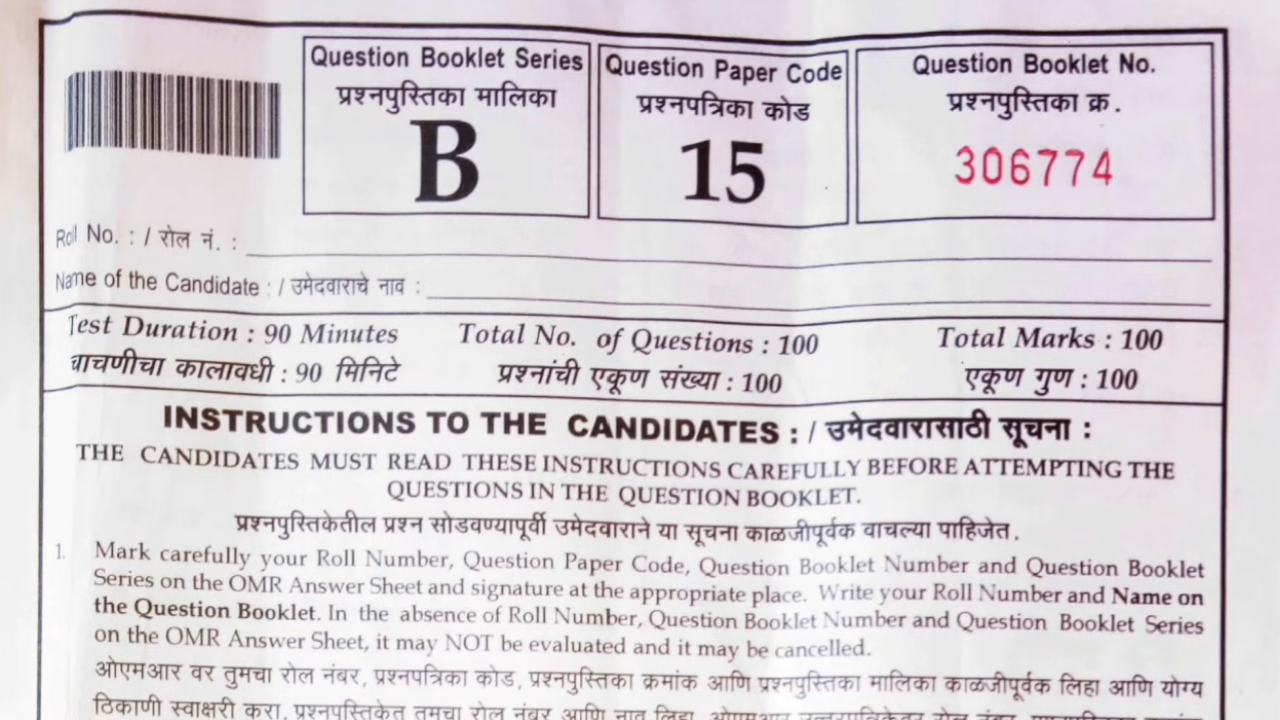 Question Booklet Series
प्रश्नपुस्तिका मालिका
B
Question Paper Code
प्रश्नपत्रिका कोड
15
Question Booklet No.
प्रश्नपुस्तिका क्र.
306774
Roll No. : / रोल नं. :
Name of the Candidate : / उमेदवाराचे नाव :
Test Duration : 90 Minutes Total No. of Questions : 100 Total Marks : 100
चाचणीचा कालावधी : 90 मिनिटे प्रश्नांची एकूण संख्या : 100 एकूण गुण : 100
INSTRUCTIONS TO THE CANDIDATES : / उमेदवारासाठी सूचना :
THE CANDIDATES MUST READ THESE INSTRUCTIONS CAREFULLY BEFORE ATTEMPTING THE
QUESTIONS IN THE QUESTION BOOKLET.
प्रश्नपुस्तिकेतील प्रश्न सोडवण्यापूर्वी उमेदवाराने या सूचना काळजीपूर्वक वाचल्या पाहिजेत.
1. Mark carefully your Roll Number, Question Paper Code, Question Booklet Number and Question Booklet
Series on the OMR Answer Sheet and signature at the appropriate place. Write your Roll Number and Name on
the Question Booklet. In the absence of Roll Number, Question Booklet Number and Question Booklet Series
on the OMR Answer Sheet, it may NOT be evaluated and it may be cancelled.
ओएमआर वर तुमचा रोल नंबर, प्रश्नपत्रिका कोड, प्रश्नपुस्तिका क्रमांक आणि प्रश्नपुस्तिका मालिका काळजीपूर्वक लिहा आणि योग्य
ठिकाणी स्वाक्षरी करा. प्रश्नपुस्तिकेत तुमचा रोल नंबर आणि नाव लिहा.